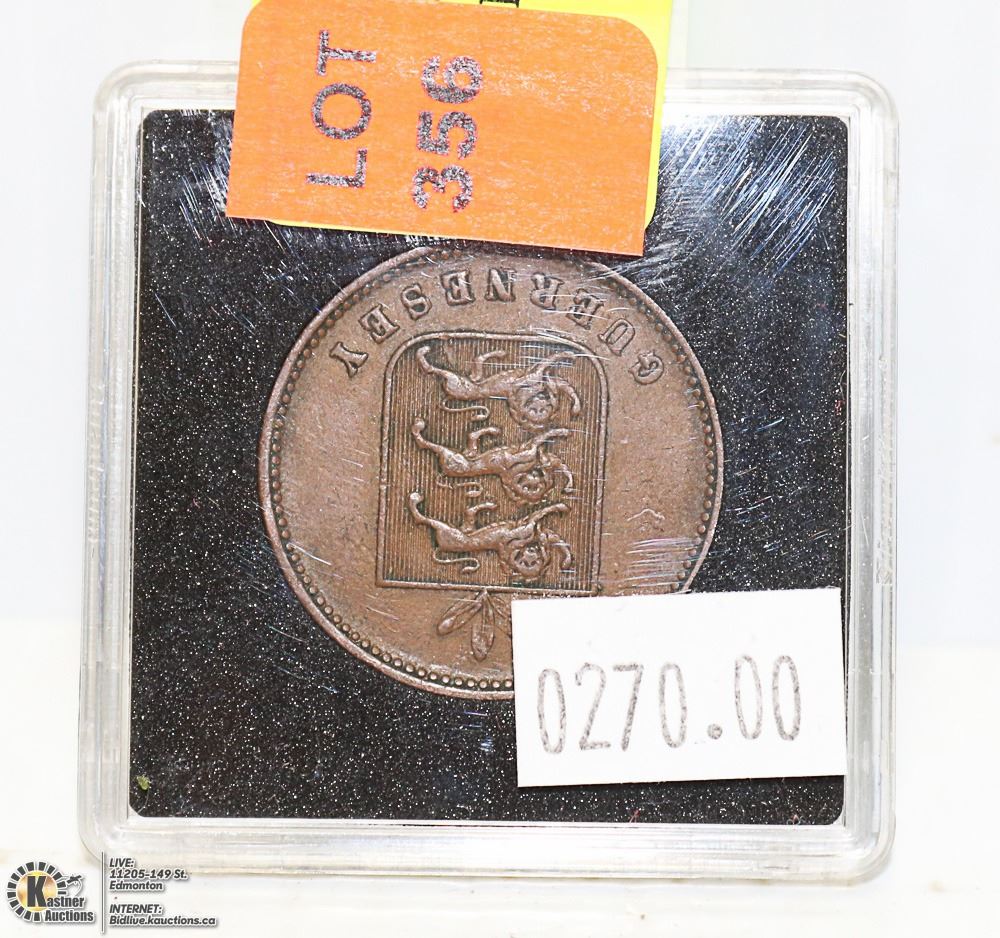 LOT
356
GUERNESEY
0270.00
Kastner
Auctions
LIVE:
11205-149 St.
Edmonton
INTERNET:
Bidlive.kauctions.ca